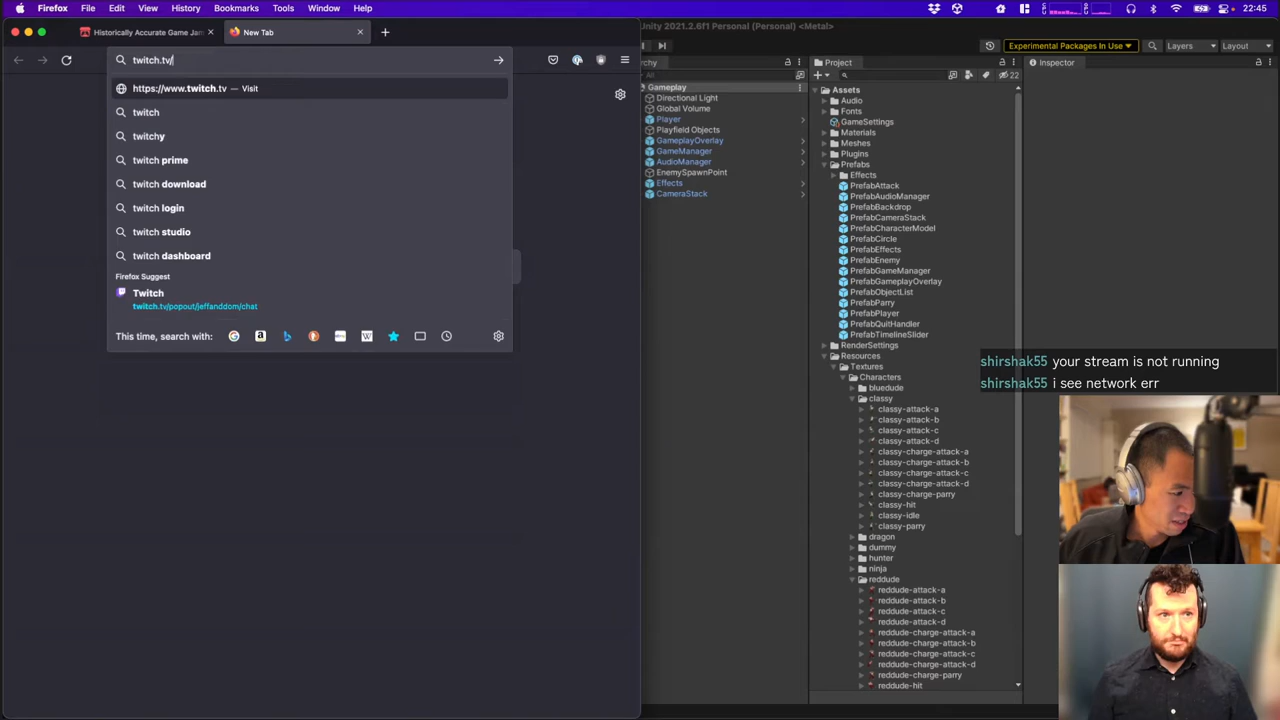 Firefox File Edit View History Bookmarks Tools Window Help
22:45
Historically Accurate Game Jam
New Tab
twitch.tv/
https://www.twitch.tv — Visit
twitch
twitchy
twitch prime
twitch download
twitch login
twitch studio
twitch dashboard
Firefox Suggest
Twitch
twitch.tv/popout/jeffanddom/chat
This time, search with:
Unity 2021.2.6f1 Personal (Personal) <Metal>
Experimental Packages In Use
Layers
Layout
rchy
All
Gameplay
Directional Light
Global Volume
Player
Playfield Objects
GameplayOverlay
GameManager
AudioManager
EnemySpawnPoint
Effects
CameraStack
Project
22
Assets
Audio
Fonts
GameSettings
Materials
Meshes
Plugins
Prefabs
Effects
PrefabAttack
PrefabAudioManager
PrefabBackdrop
PrefabCameraStack
PrefabCharacterModel
PrefabCircle
PrefabEffects
PrefabEnemy
PrefabGameManager
PrefabGameplayOverlay
PrefabObjectList
PrefabParry
PrefabPlayer
PrefabQuitHandler
PrefabTimelineSlider
RenderSettings
Resources
Textures
Characters
bluedude
classy
classy-attack-a
classy-attack-b
classy-attack-c
classy-attack-d
classy-charge-attack-a
classy-charge-attack-b
classy-charge-attack-c
classy-charge-attack-d
classy-charge-parry
classy-hit
classy-idle
classy-parry
dragon
dummy
hunter
ninja
reddude
reddude-attack-a
reddude-attack-b
reddude-attack-c
reddude-attack-d
reddude-charge-attack-a
reddude-charge-attack-b
reddude-charge-attack-c
reddude-charge-attack-d
reddude-charge-parry
reddude-hit
Inspector
shirshak55 your stream is not running
shirshak55 i see network err